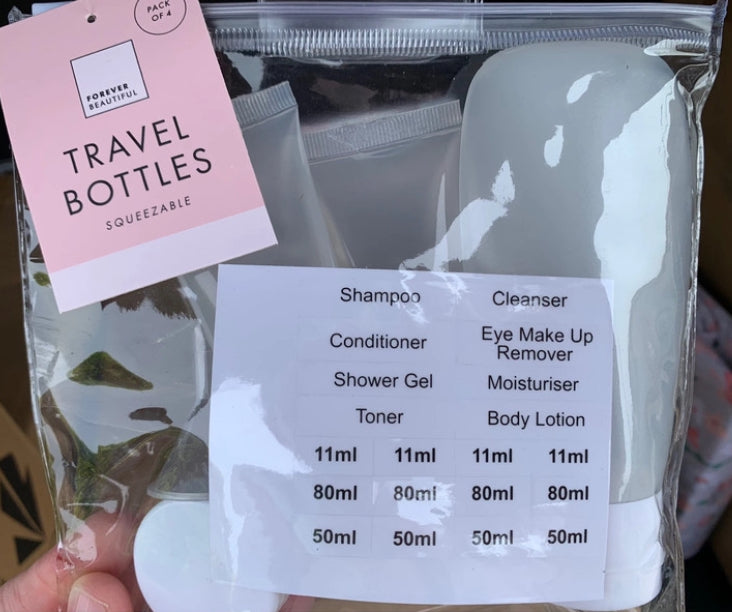 PACK
OF 4
FOREVER
BEAUTIFUL
TRAVEL
BOTTLES
SQUEEZABLE
Shampoo Cleanser
Conditioner Eye Make Up
Remover
Shower Gel Moisturiser
Toner Body Lotion
11ml 11ml 11ml 11ml
80ml 80ml 80ml 80ml
50ml 50ml 50ml 50ml